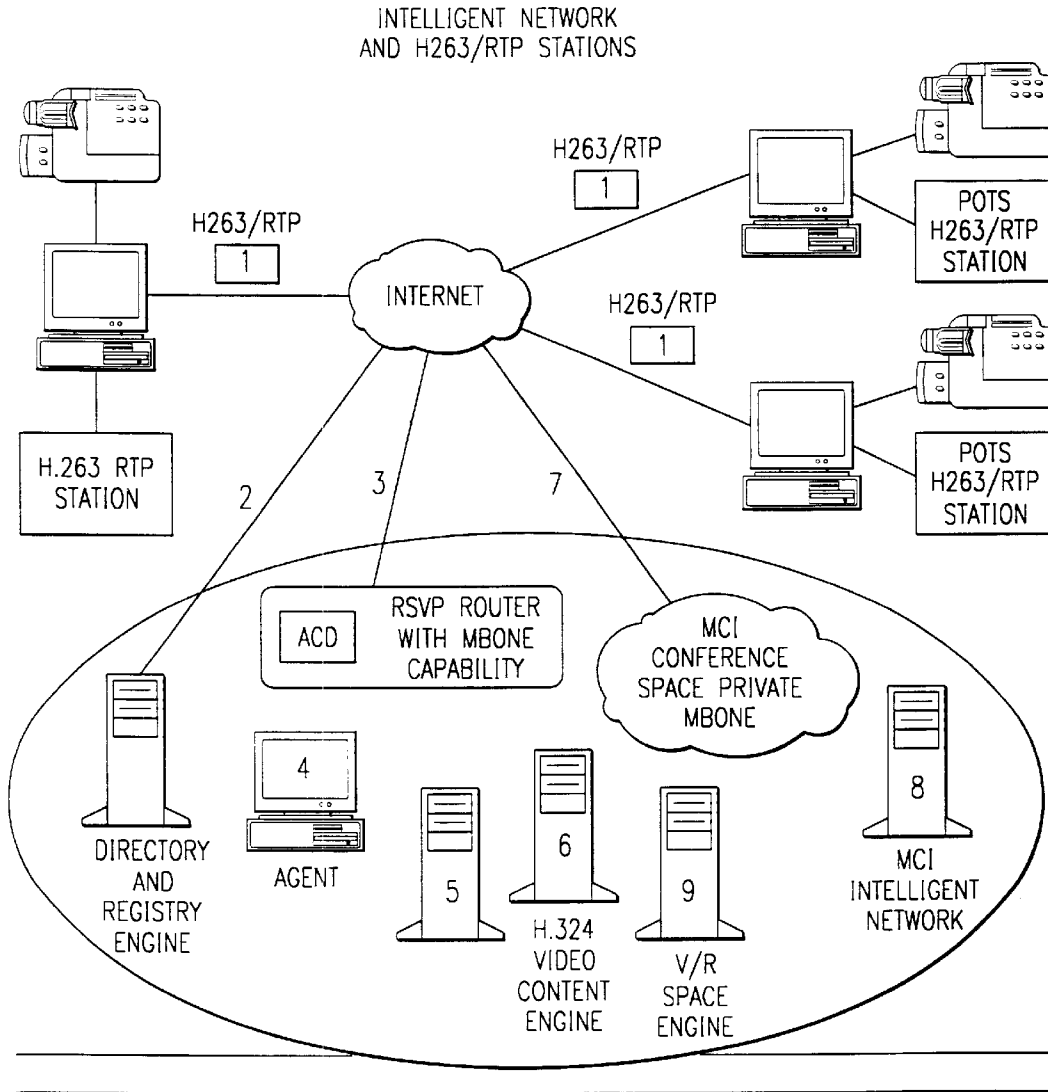 INTELLIGENT NETWORK
AND H263/RTP STATIONS
H263/RTP
1
H263/RTP
1
POTS
H263/RTP
STATION
INTERNET
H263/RTP
1
H.263 RTP
STATION
POTS
H263/RTP
STATION
2
3
7
ACD
RSVP ROUTER
WITH MBONE
CAPABILITY
MCI
CONFERENCE
SPACE PRIVATE
MBONE
4
5
6
9
8
DIRECTORY
AND
REGISTRY
ENGINE
AGENT
H.324
VIDEO
CONTENT
ENGINE
V/R
SPACE
ENGINE
MCI
INTELLIGENT
NETWORK